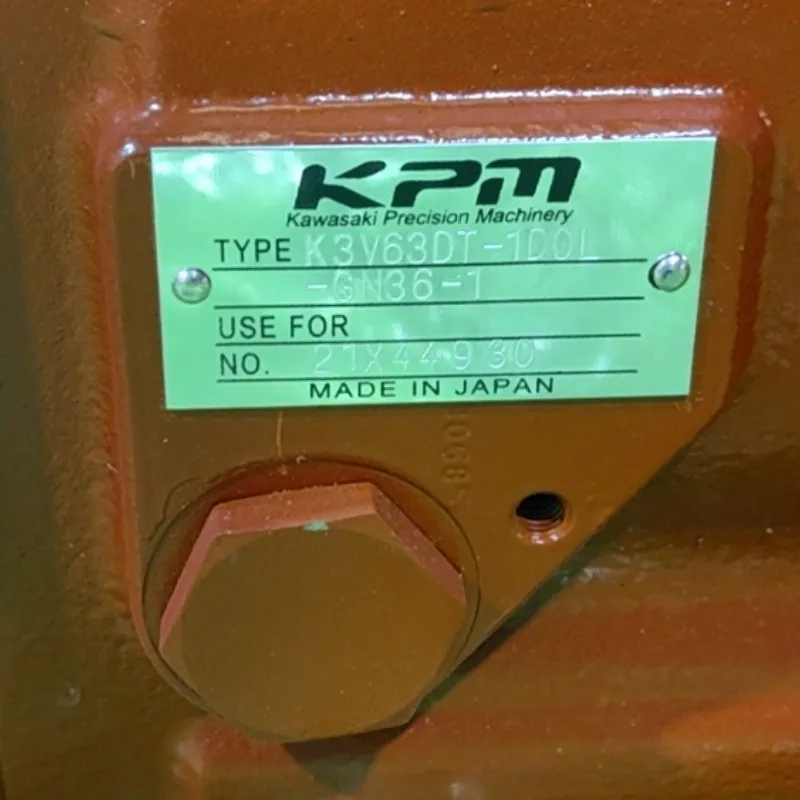 KPM
Kawasaki Precision Machinery
TYPE K3V63DT-1D0L
-GN36-1
USE FOR
NO. 21X44930
MADE IN JAPAN